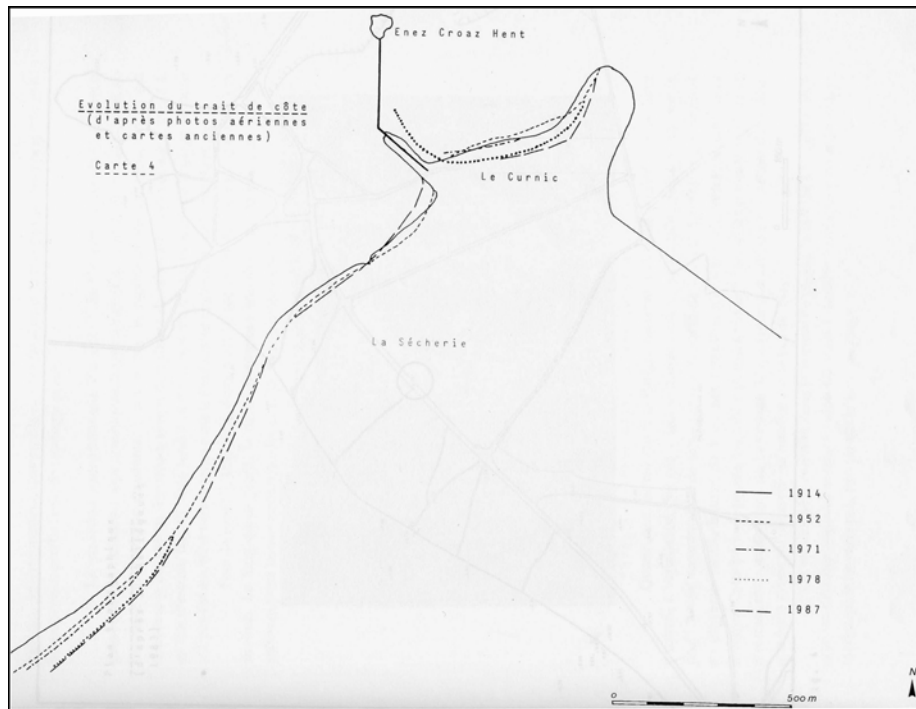 Enez Croaz Hent
Evolution du trait de côte
(d'après photos aériennes
et cartes anciennes)
Carte 4
Le Curnic
La Sécherie
1914
1952
1971
1978
1987
N
0 500 m